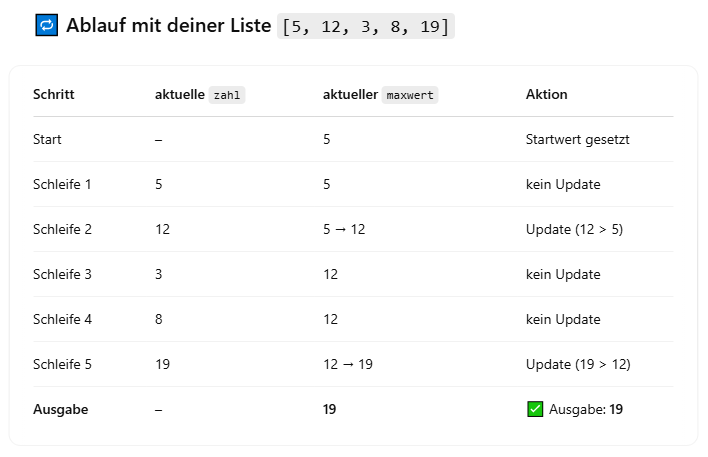 🔁 Ablauf mit deiner Liste [5, 12, 3, 8, 19]
Schritt aktuelle zahl aktueller maxwert Aktion
Start – 5 Startwert gesetzt
Schleife 1 5 5 kein Update
Schleife 2 12 5 → 12 Update (12 > 5)
Schleife 3 3 12 kein Update
Schleife 4 8 12 kein Update
Schleife 5 19 12 → 19 Update (19 > 12)
Ausgabe – 19 ✅ Ausgabe: 19